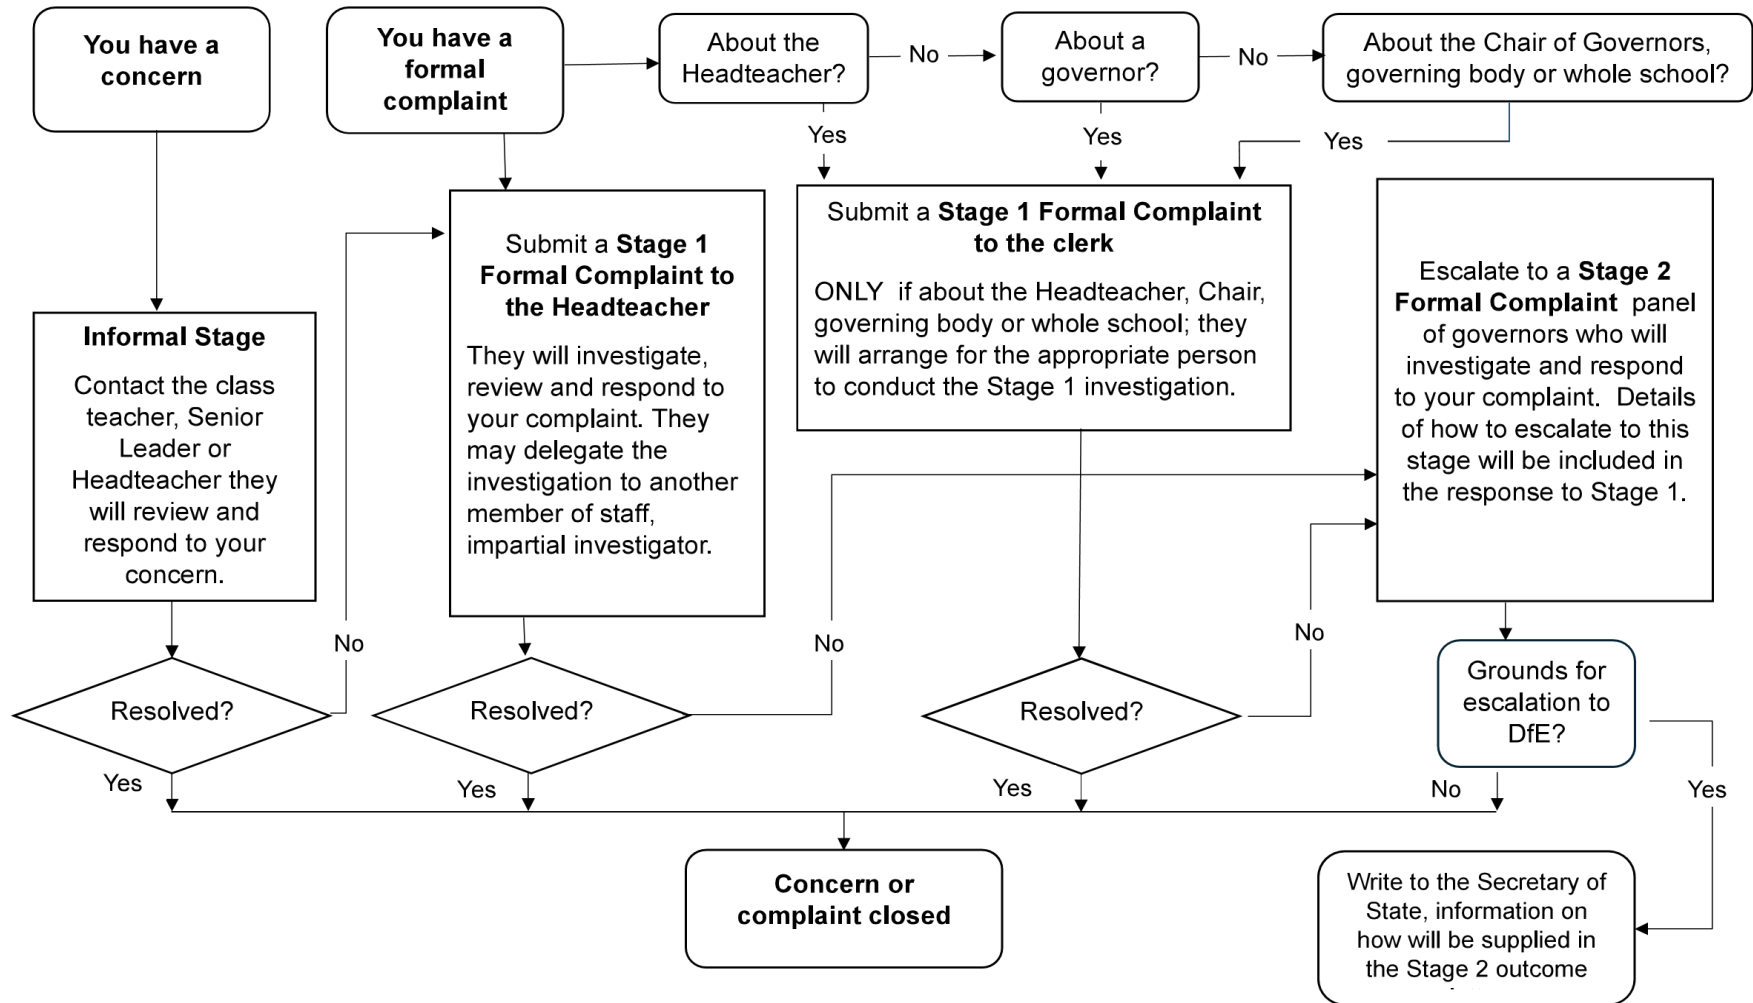 You have a
concern
You have a
formal
complaint
About the
Headteacher?
No
About a
governor?
No
About the Chair of Governors,
governing body or whole school?
Yes
Yes
Yes
Informal Stage
Contact the class
teacher, Senior
Leader or
Headteacher they
will review and
respond to your
concern.
Submit a Stage 1
Formal Complaint to
the Headteacher
They will investigate,
review and respond to
your complaint. They
may delegate the
investigation to another
member of staff,
impartial investigator.
Submit a Stage 1 Formal Complaint
to the clerk
ONLY if about the Headteacher, Chair,
governing body or whole school; they
will arrange for the appropriate person
to conduct the Stage 1 investigation.
Escalate to a Stage 2
Formal Complaint panel
of governors who will
investigate and respond
to your complaint. Details
of how to escalate to this
stage will be included in
the response to Stage 1.
No
No
No
Resolved?
Resolved?
Resolved?
Grounds for
escalation to
DfE?
Yes
Yes
Yes
No
Yes
Concern or
complaint closed
Write to the Secretary of
State, information on
how will be supplied in
the Stage 2 outcome